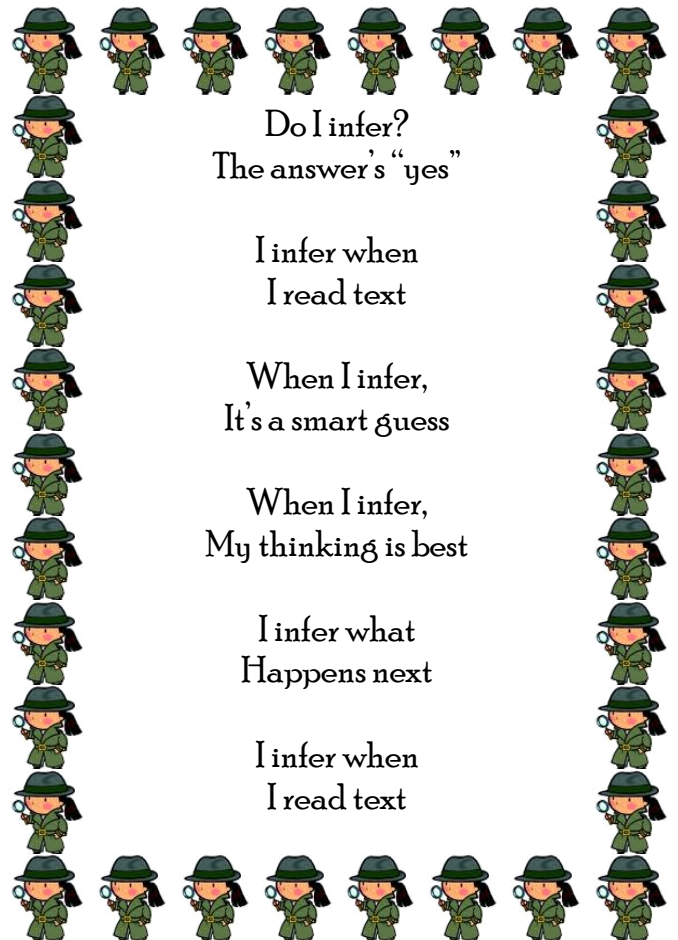 Do I infer?
The answer's “yes”
I infer when
I read text
When I infer,
It's a smart guess
When I infer,
My thinking is best
I infer what
Happens next
I infer when
I read text